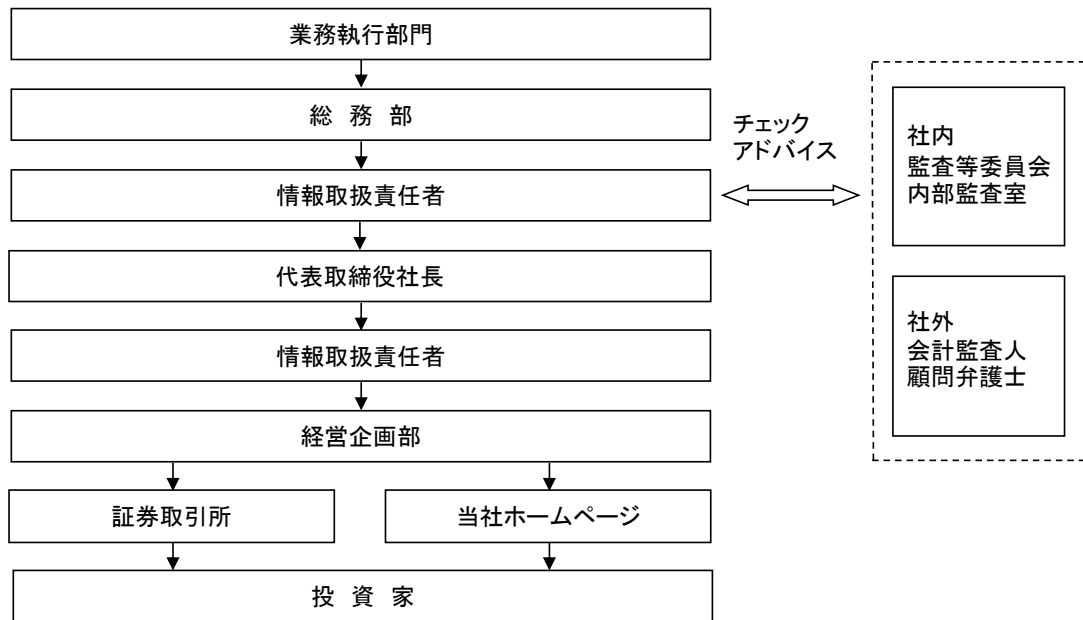 業務執行部門
総 務 部
情報取扱責任者
代表取締役社長
情報取扱責任者
経営企画部
証券取引所
当社ホームページ
投 資 家
チェック
アドバイス
社内
監査等委員会
内部監査室
社外
会計監査人
顧問弁護士